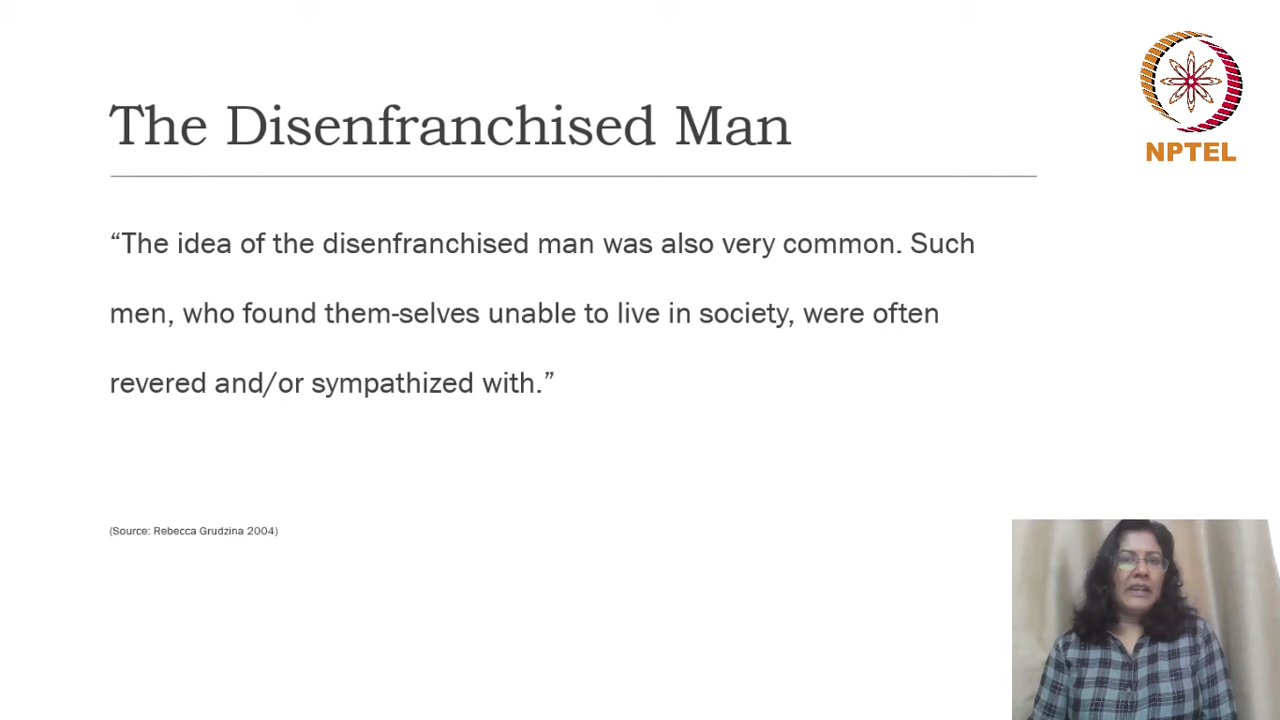 The Disenfranchised Man
NPTEL
“The idea of the disenfranchised man was also very common. Such
men, who found them-selves unable to live in society, were often
revered and/or sympathized with.”
(Source: Rebecca Grudzina 2004)